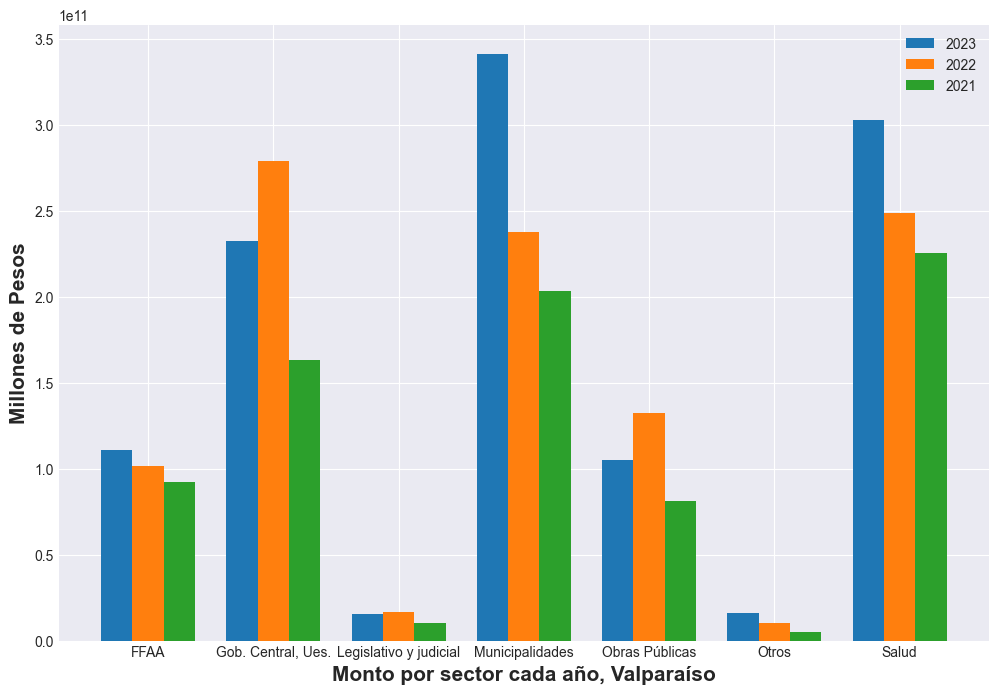 1e11
3.5
3.0
2.5
2.0
1.5
1.0
0.5
0.0
Millones de Pesos
2023
2022
2021
FFAA
Gob. Central, Ues.
Legislativo y judicial
Municipalidades
Obras Públicas
Otros
Salud
Monto por sector cada año, Valparaíso